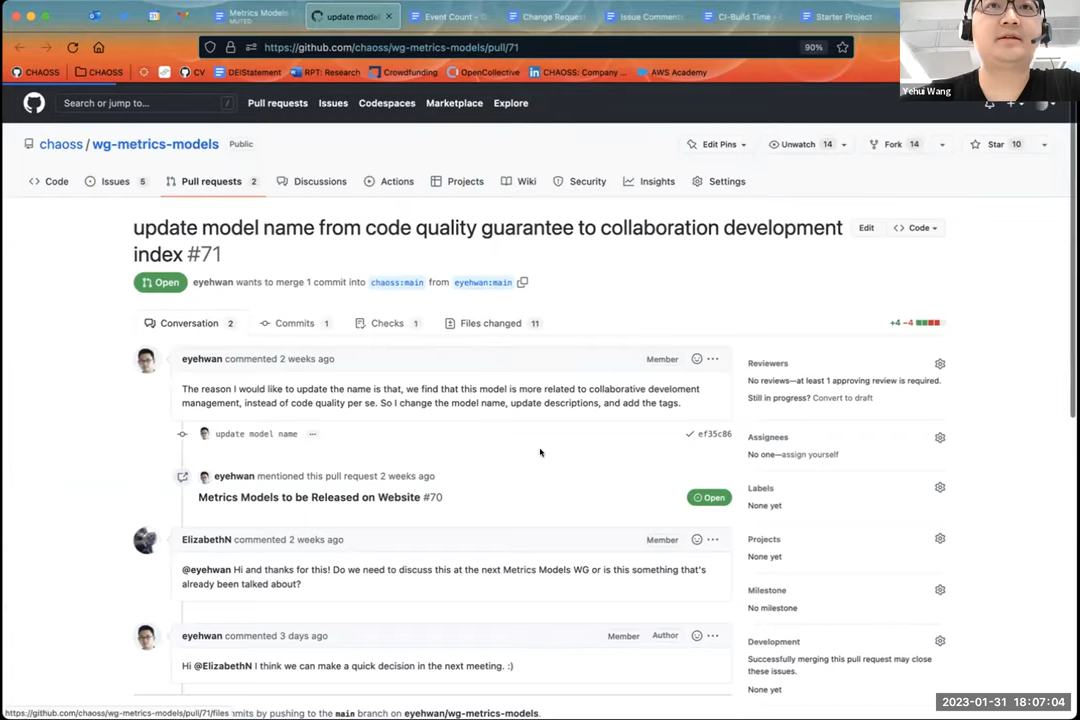 Metrics Models
MUTED
update model
Event Count -
Change Reque
Issue Comment
CI-Build Time -
Starter Project
https://github.com/chaoss/wg-metrics-models/pull/71
90%
CHAOSS
CHAOSS
CV
DEIStatement
RPT: Research
Crowdfunding
OpenCollective
CHAOSS: Company ...
AWS Academy
Yehui Wang
Search or jump to...
/
Pull requests
Issues
Codespaces
Marketplace
Explore
chaoss / wg-metrics-models
Public
Edit Pins
Unwatch 14
Fork 14
Star 10
Code
Issues 5
Pull requests 2
Discussions
Actions
Projects
Wiki
Security
Insights
Settings
update model name from code quality guarantee to collaboration development
index #71
Edit
Code
Open
eyehwan wants to merge 1 commit into chaoss:main from eyehwan:main
Conversation 2
Commits 1
Checks 1
Files changed 11
+4 −4
eyehwan commented 2 weeks ago
Member
The reason I would like to update the name is that, we find that this model is more related to collaborative develoment
management, instead of code quality per se. So I change the model name, update descriptions, and add the tags.
update model name ...
ef35c86
eyehwan mentioned this pull request 2 weeks ago
Metrics Models to be Released on Website #70
Open
ElizabethN commented 2 weeks ago
Member
@eyehwan Hi and thanks for this! Do we need to discuss this at the next Metrics Models WG or is this something that's
already been talked about?
eyehwan commented 3 days ago
Member
Author
Hi @ElizabethN I think we can make a quick decision in the next meeting. :)
Reviewers
No reviews—at least 1 approving review is required.
Still in progress? Convert to draft
Assignees
No one—assign yourself
Labels
None yet
Projects
None yet
Milestone
No milestone
Development
Successfully merging this pull request may close
these issues.
None yet
https://github.com/chaoss/wg-metrics-models/pull/71/files
mits by pushing to the main branch on eyehwan/wg-metrics-models.
2023-01-31 18:07:04